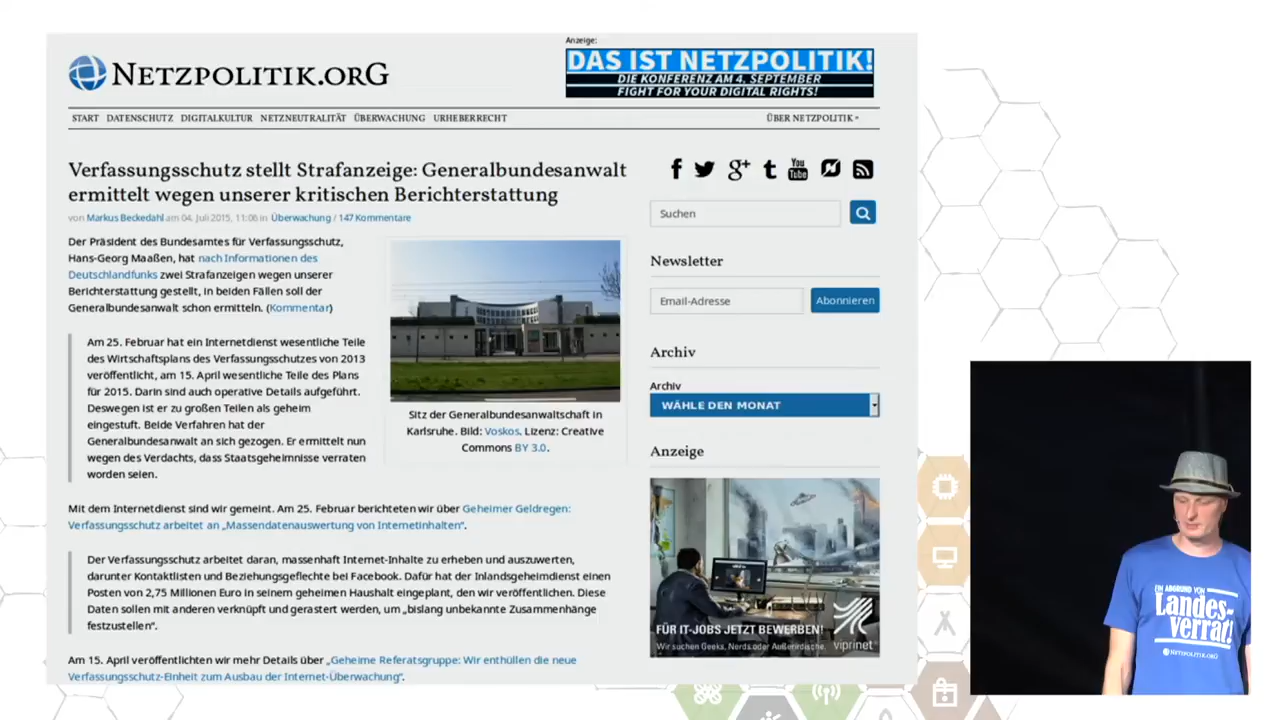 Anzeige:
NETZPOLITIK.ORG
DAS IST NETZPOLITIK!
DIE KONFERENZ AM 4. SEPTEMBER
FIGHT FOR YOUR DIGITAL RIGHTS!
START DATENSCHUTZ DIGITALKULTUR NETZNEUTRALITÄT ÜBERWACHUNG URHEBERRECHT ÜBER NETZPOLITIK »
Verfassungsschutz stellt Strafanzeige: Generalbundesanwalt
ermittelt wegen unserer kritischen Berichterstattung
von Markus Beckedahl am 04. Juli 2015, 11:06 in Überwachung / 147 Kommentare
Der Präsident des Bundesamtes für Verfassungsschutz,
Hans-Georg Maaßen, hat nach Informationen des
Deutschlandfunks zwei Strafanzeigen wegen unserer
Berichterstattung gestellt, in beiden Fällen soll der
Generalbundesanwalt schon ermitteln. (Kommentar)
Am 25. Februar hat ein Internetdienst wesentliche Teile
des Wirtschaftsplans des Verfassungsschutzes von 2013
veröffentlicht, am 15. April wesentliche Teile des Plans
für 2015. Darin sind auch operative Details aufgeführt.
Deswegen ist er zu großen Teilen als geheim
eingestuft. Beide Verfahren hat der
Generalbundesanwalt an sich gezogen. Er ermittelt nun
wegen des Verdachts, dass Staatsgeheimnisse verraten
worden seien.
Sitz der Generalbundesanwaltschaft in
Karlsruhe. Bild: Voskos. Lizenz: Creative
Commons BY 3.0.
Mit dem Internetdienst sind wir gemeint. Am 25. Februar berichteten wir über Geheimer Geldregen:
Verfassungsschutz arbeitet an „Massendatenauswertung von Internetinhalten“.
Der Verfassungsschutz arbeitet daran, massenhaft Internet-Inhalte zu erheben und auszuwerten,
darunter Kontaktlisten und Beziehungsgeflechte bei Facebook. Dafür hat der Inlandsgeheimdienst einen
Posten von 2,75 Millionen Euro in seinem geheimen Haushalt eingeplant, den wir veröffentlichen. Diese
Daten sollen mit anderen verknüpft und gerastert werden, um „bislang unbekannte Zusammenhänge
festzustellen“.
Am 15. April veröffentlichten wir mehr Details über „Geheime Referatsgruppe: Wir enthüllen die neue
Verfassungsschutz-Einheit zum Ausbau der Internet-Überwachung“.
f g+ t You Tube
Suchen
Newsletter
Email-Adresse Abonnieren
Archiv
Archiv
WÄHLE DEN MONAT
Anzeige
FÜR IT-JOBS JETZT BEWERBEN!
Wir suchen Geeks, Nerds oder Außerirdische.
viprinet
EIN ABGRUND VON
Landes-
verrat!
NETZPOLITIK.ORG